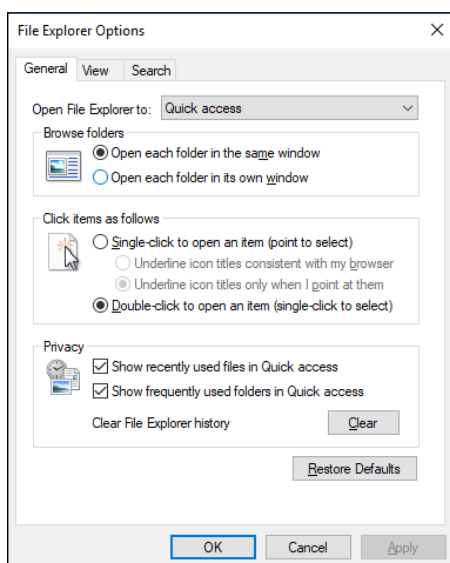 File Explorer Options
General View Search
Open File Explorer to: Quick access
Browse folders
Open each folder in the same window
Open each folder in its own window
Click items as follows
Single-click to open an item (point to select)
Underline icon titles consistent with my browser
Underline icon titles only when I point at them
Double-click to open an item (single-click to select)
Privacy
Show recently used files in Quick access
Show frequently used folders in Quick access
Clear File Explorer history Clear
Restore Defaults
OK Cancel Apply